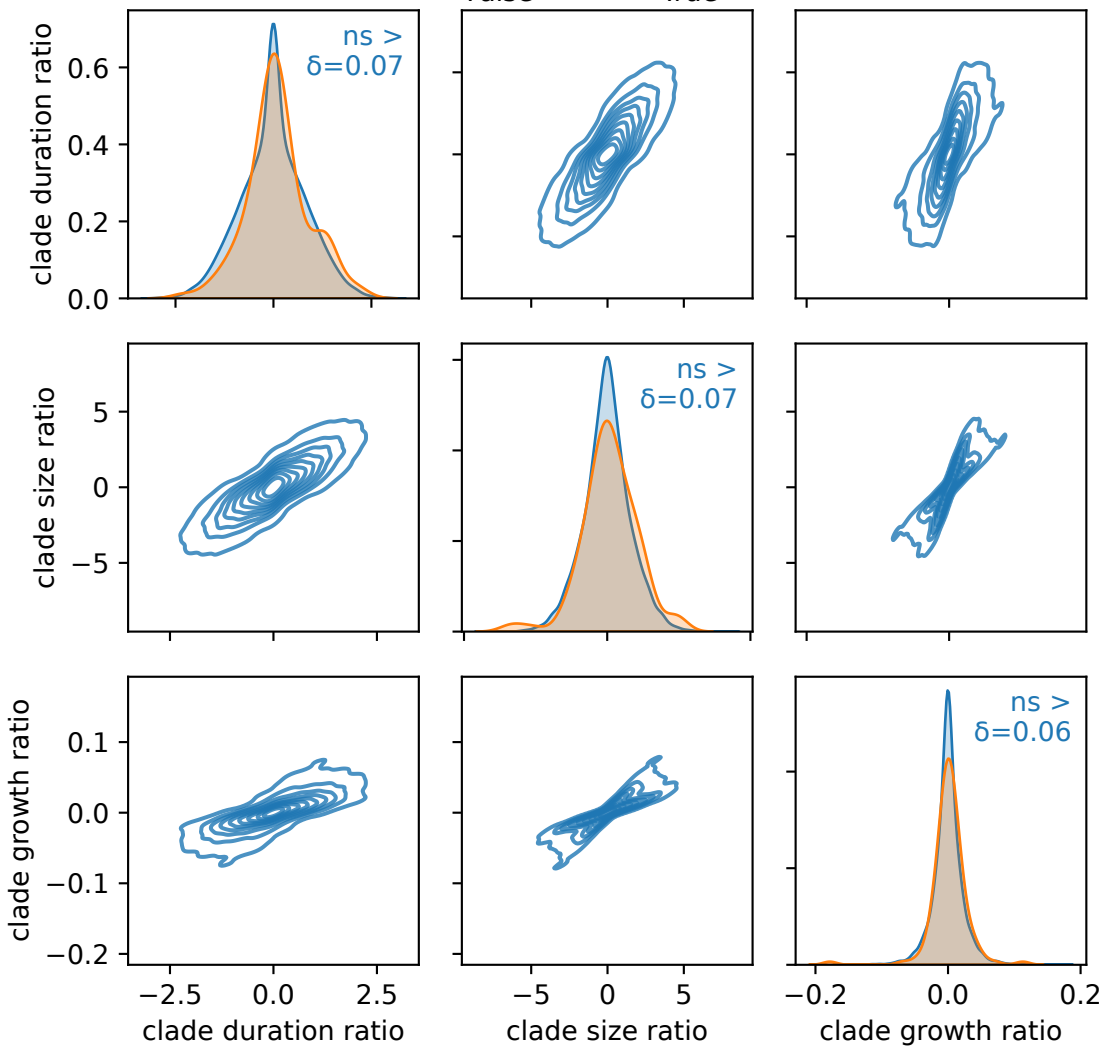 clade duration ratio
0.6
0.4
0.2
0.0
ns >
δ=0.07
clade size ratio
5
0
−5
ns >
δ=0.07
clade growth ratio
0.1
0.0
−0.1
−0.2
ns >
δ=0.06
−2.5 0.0 2.5
−5 0 5
−0.2 0.0 0.2
clade duration ratio
clade size ratio
clade growth ratio